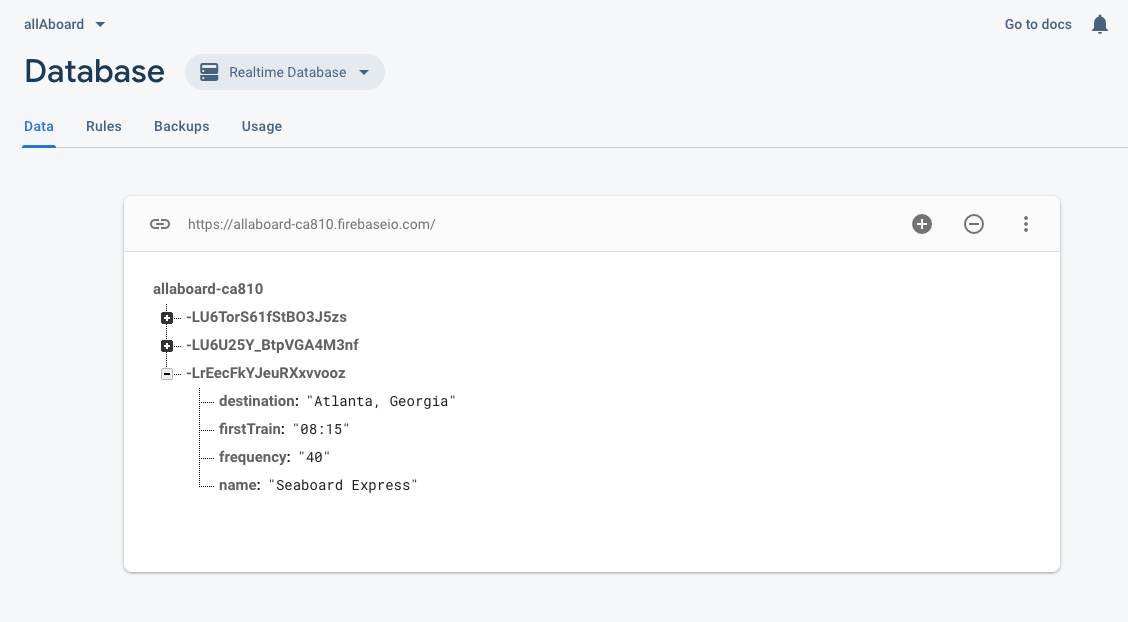 allAboard
Go to docs
Database
Realtime Database
Data
Rules
Backups
Usage
https://allaboard-ca810.firebaseio.com/
allaboard-ca810
-LU6TorS61fStBO3J5zs
-LU6U25Y_BtpVGA4M3nf
-LrEecFkYJeuRXxvvooz
destination: "Atlanta, Georgia"
firstTrain: "08:15"
frequency: "40"
name: "Seaboard Express"